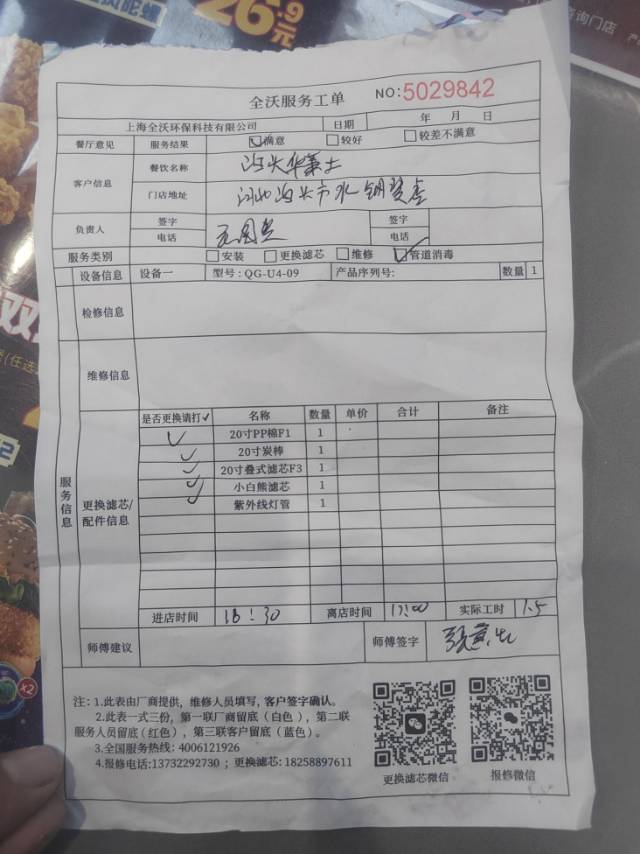 26.9元
询门店
全沃服务工单 NO:5029842
上海全沃环保科技有限公司 日期 年 月 日
餐厅意见 服务结果 ☑满意 □较好 □较差不满意
客户信息 餐饮名称 汕头华莱士
门店地址
负责人 签字 签字
电话 电话
服务类别 □安装 □更换滤芯 □维修 ☑管道消毒
设备信息 设备一 型号：QG-U4-09 产品序列号: 数量 1
检修信息
维修信息
服务信息
更换滤芯/配件信息
是否更换请打✓ 名称 数量 单价 合计 备注
✓ 20寸PP棉F1 1
✓ 20寸炭棒 1
✓ 20寸叠式滤芯F3 1
✓ 小白熊滤芯 1
✓ 紫外线灯管 1
进店时间 离店时间 17:00 实际工时 1.5
师傅建议 师傅签字
注：1.此表由厂商提供，维修人员填写，客户签字确认。
2.此表一式三份，第一联厂商留底（白色），第二联
服务人员留底(红色），第三联客户留底（蓝色）。
3.全国服务热线: 4006121926
4.报修电话:13732292730；更换滤芯: 18258897611
更换滤芯微信 报修微信
x2